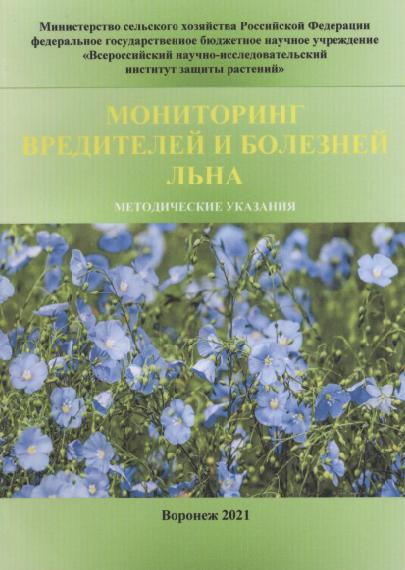 Министерство сельского хозяйства Российской Федерации
федеральное государственное бюджетное научное учреждение
«Всероссийский научно-исследовательский
институт защиты растений»
МОНИТОРИНГ
ВРЕДИТЕЛЕЙ И БОЛЕЗНЕЙ
ЛЬНА
МЕТОДИЧЕСКИЕ УКАЗАНИЯ
Воронеж 2021